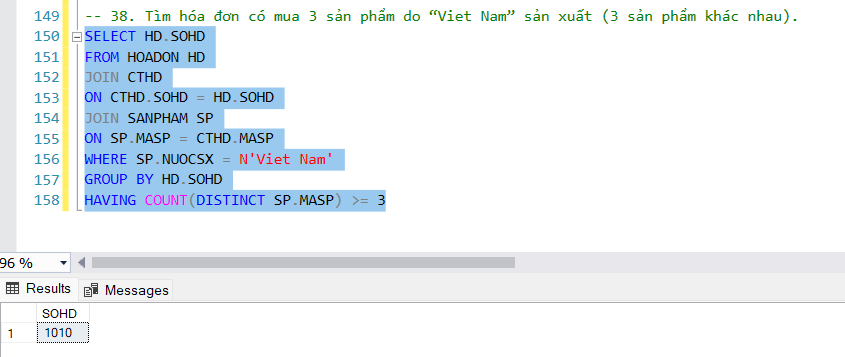 149 -- 38. Tìm hóa đơn có mua 3 sản phẩm do “Viet Nam” sản xuất (3 sản phẩm khác nhau).
150 SELECT HD.SOHD
151 FROM HOADON HD
152 JOIN CTHD
153 ON CTHD.SOHD = HD.SOHD
154 JOIN SANPHAM SP
155 ON SP.MASP = CTHD.MASP
156 WHERE SP.NUOCSX = N'Viet Nam'
157 GROUP BY HD.SOHD
158 HAVING COUNT(DISTINCT SP.MASP) >= 3
96 %
Results Messages
SOHD
1 1010